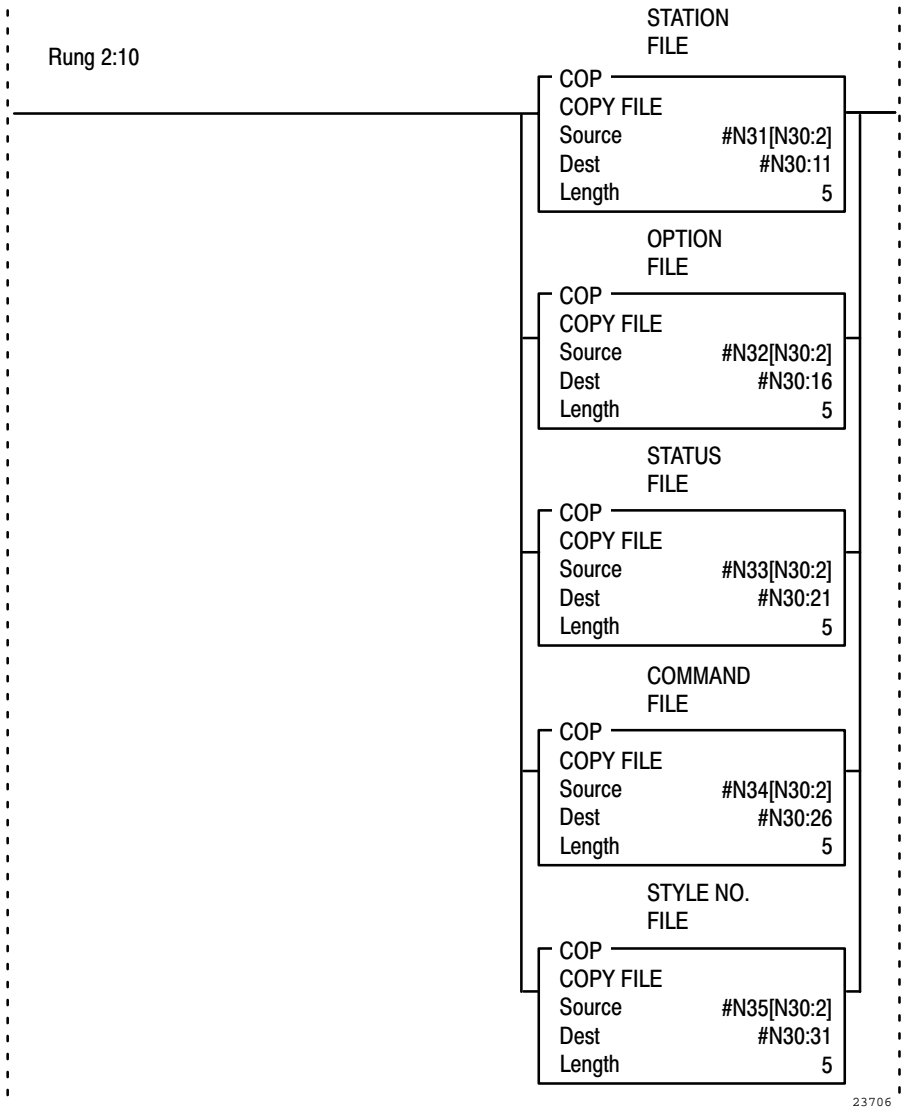 STATION
FILE
Rung 2:10
COP
COPY FILE
Source #N31[N30:2]
Dest #N30:11
Length 5
OPTION
FILE
COP
COPY FILE
Source #N32[N30:2]
Dest #N30:16
Length 5
STATUS
FILE
COP
COPY FILE
Source #N33[N30:2]
Dest #N30:21
Length 5
COMMAND
FILE
COP
COPY FILE
Source #N34[N30:2]
Dest #N30:26
Length 5
STYLE NO.
FILE
COP
COPY FILE
Source #N35[N30:2]
Dest #N30:31
Length 5
23706